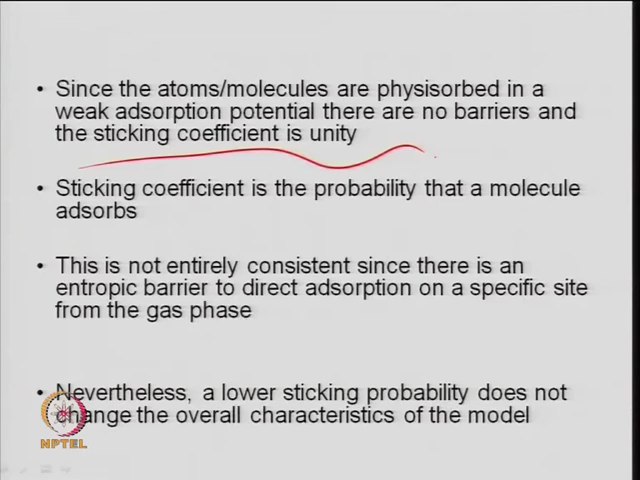 • Since the atoms/molecules are physisorbed in a
weak adsorption potential there are no barriers and
the sticking coefficient is unity
• Sticking coefficient is the probability that a molecule
adsorbs
• This is not entirely consistent since there is an
entropic barrier to direct adsorption on a specific site
from the gas phase
• Nevertheless, a lower sticking probability does not
change the overall characteristics of the model
NPTEL